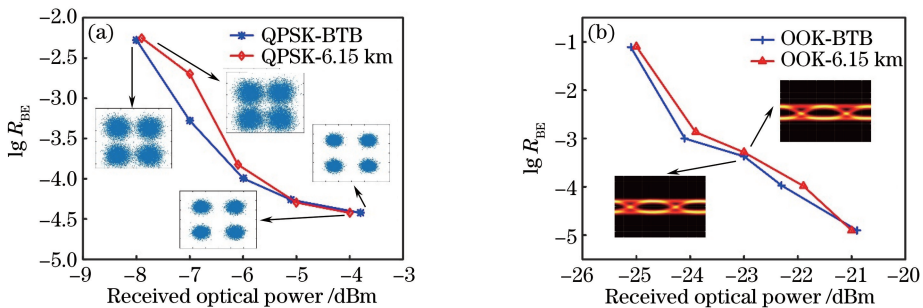 (a)
QPSK-BTB
QPSK-6.15 km
lg R_BE
−2.0
−2.5
−3.0
−3.5
−4.0
−4.5
−5.0
−9 −8 −7 −6 −5 −4 −3
Received optical power /dBm
(b)
OOK-BTB
OOK-6.15 km
lg R_BE
−1
−2
−3
−4
−5
−26 −25 −24 −23 −22 −21 −20
Received optical power /dBm